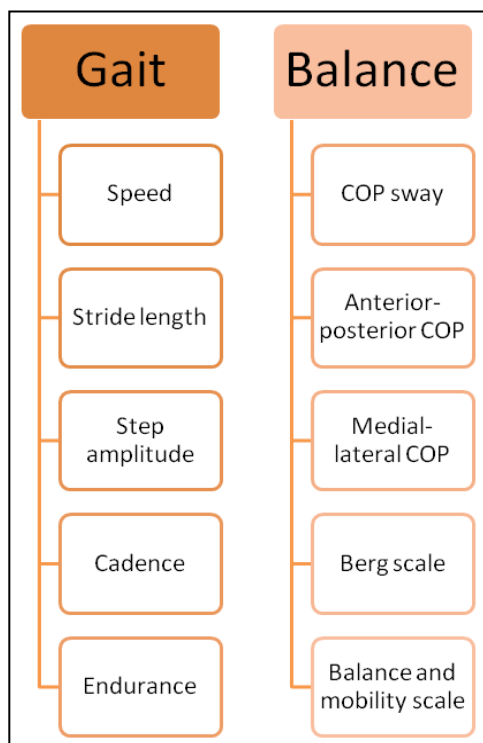 Gait
Speed
Stride length
Step
amplitude
Cadence
Endurance
Balance
COP sway
Anterior-
posterior COP
Medial-
lateral COP
Berg scale
Balance and
mobility scale